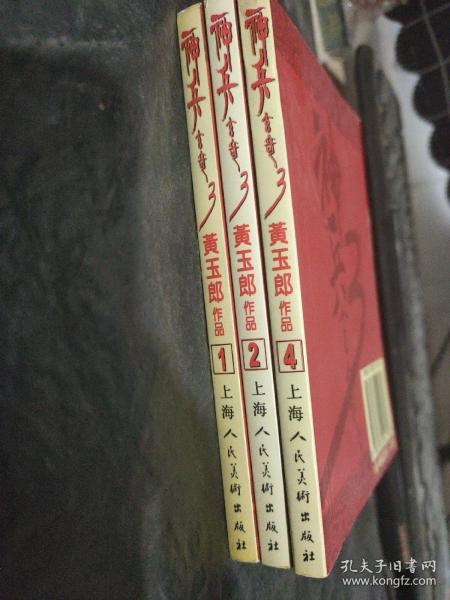 神兵玄奇3
黃玉郎作品
1
上海人民美術出版社
神兵玄奇3
黃玉郎作品
2
上海人民美術出版社
神兵玄奇3
黃玉郎作品
4
上海人民美術出版社
孔夫子旧书网
www.kongfz.com